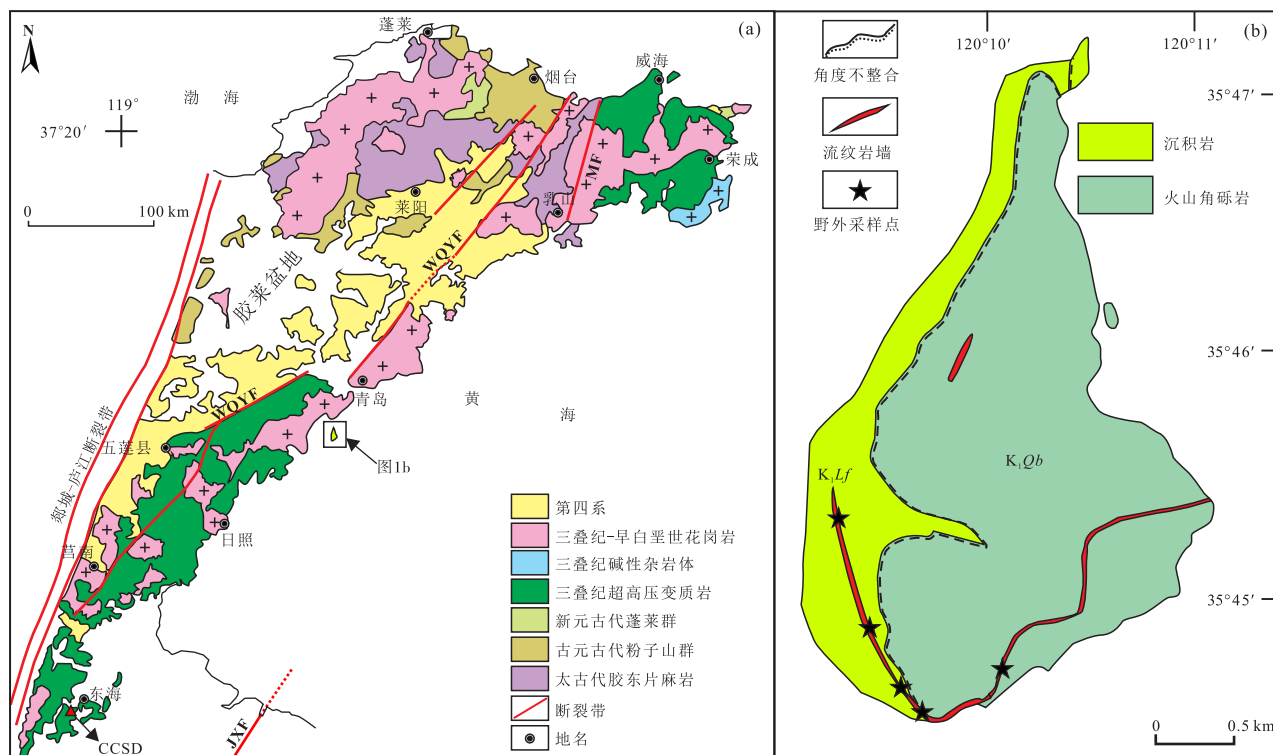 (a)
N
119°
37°20′
0
100 km
渤 海
蓬莱
烟台
威海
荣成
MF
莱阳
乳山
WQYF
胶莱盆地
青岛
黄 海
WQYF
五莲县
图1b
郯城-庐江断裂带
日照
莒南
东海
CCSD
JXF
第四系
三叠纪-早白垩世花岗岩
三叠纪碱性杂岩体
三叠纪超高压变质岩
新元古代蓬莱群
古元古代粉子山群
太古代胶东片麻岩
断裂带
地名
(b)
120°10′
120°11′
35°47′
35°46′
35°45′
角度不整合
流纹岩墙
野外采样点
沉积岩
火山角砾岩
K₁Lf
K₁Qb
0
0.5 km